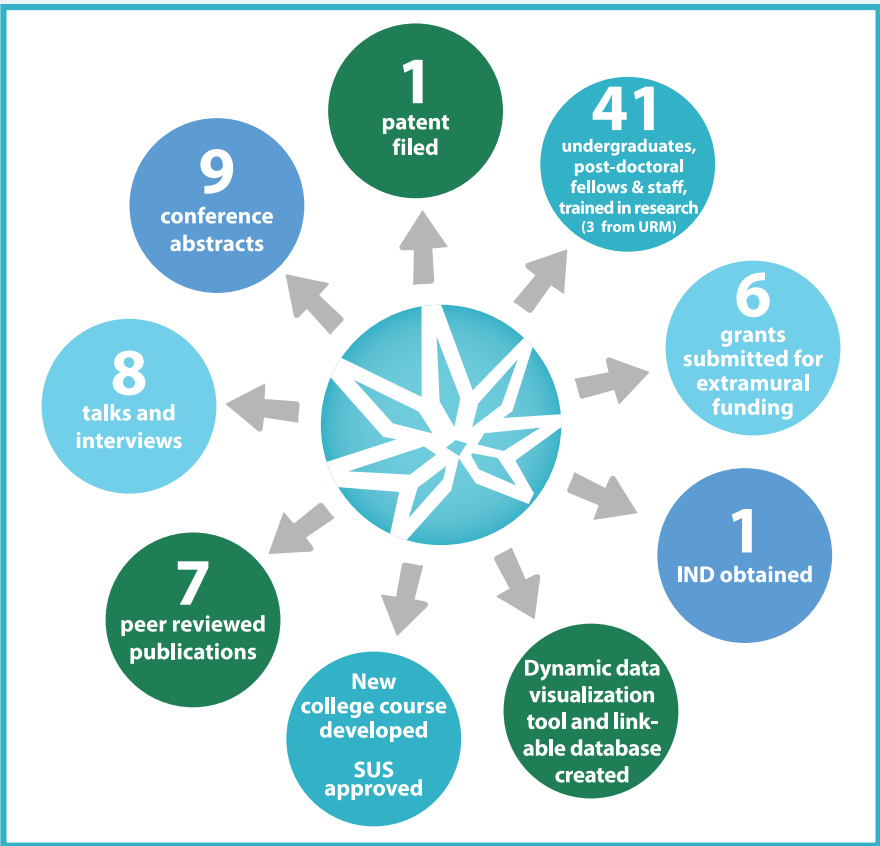 1
patent
filed
41
undergraduates,
post-doctoral
fellows & staff,
trained in research
(3 from URM)
6
grants
submitted for
extramural
funding
1
IND obtained
Dynamic data
visualization
tool and link-
able database
created
New
college course
developed
SUS
approved
7
peer reviewed
publications
8
talks and
interviews
9
conference
abstracts